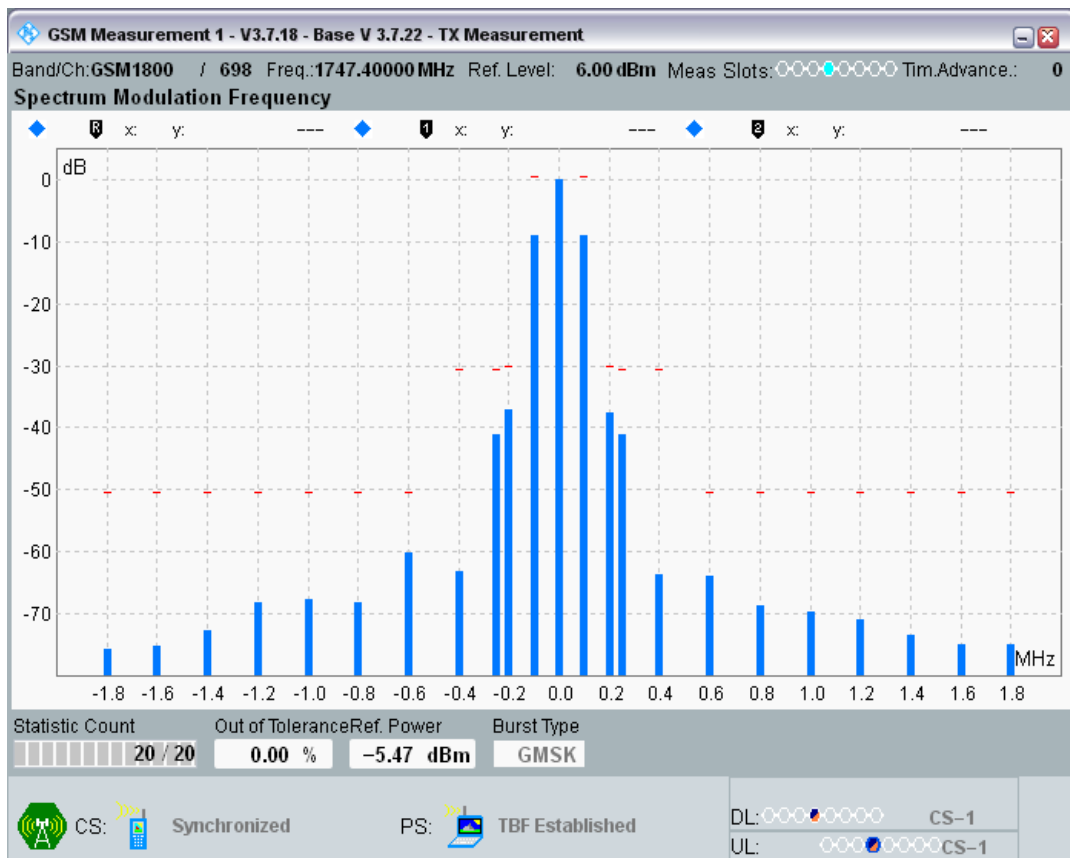 GSM Measurement 1 - V3.7.18 - Base V 3.7.22 - TX Measurement
Band/Ch:GSM1800 / 698 Freq.:1747.40000 MHz Ref. Level: 6.00 dBm Meas Slots: Tim.Advance.: 0
Spectrum Modulation Frequency
R x: y: --- 1 x: y: --- 2 x: y: ---
dB
0
-10
-20
-30
-40
-50
-60
-70
MHz
-1.8 -1.6 -1.4 -1.2 -1.0 -0.8 -0.6 -0.4 -0.2 0.0 0.2 0.4 0.6 0.8 1.0 1.2 1.4 1.6 1.8
Statistic Count Out of Tolerance Ref. Power Burst Type
20 / 20 0.00 % −5.47 dBm GMSK
CS: Synchronized PS: TBF Established
DL: CS−1
UL: CS−1